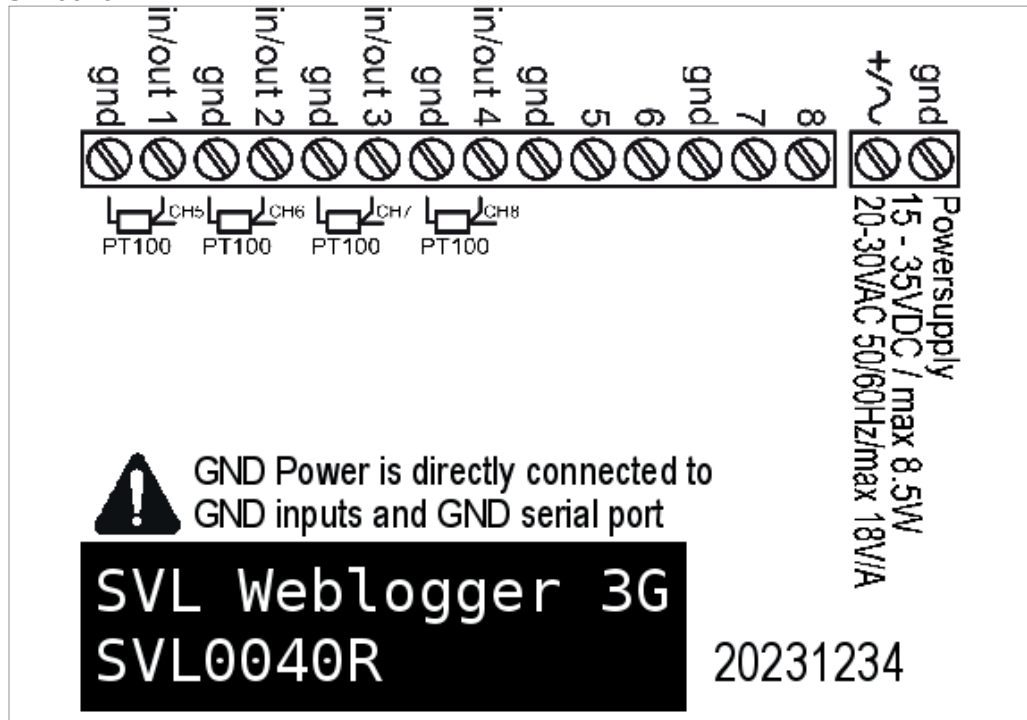 gnd
in/out 1
gnd
in/out 2
gnd
in/out 3
gnd
in/out 4
gnd
5
6
gnd
7
8
+/~
gnd
CH5
CH6
CH7
CH8
PT100
PT100
PT100
PT100
Powersupply
15 - 35VDC / max 8.5W
20-30VAC 50/60Hz/max 18V/A
GND Power is directly connected to
GND inputs and GND serial port
SVL Weblogger 3G
SVL0040R
20231234